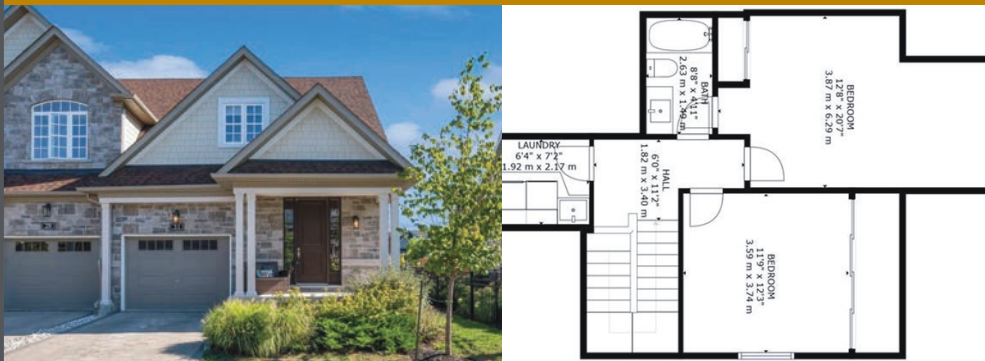 BATH
8'8" x 4'11"
2.63 m x 1.49 m
BEDROOM
12'8" x 20'7"
3.87 m x 6.29 m
LAUNDRY
6'4" x 7'2"
1.92 m x 2.17 m
HALL
6'0" x 11'2"
1.82 m x 3.40 m
BEDROOM
11'9" x 12'3"
3.59 m x 3.74 m